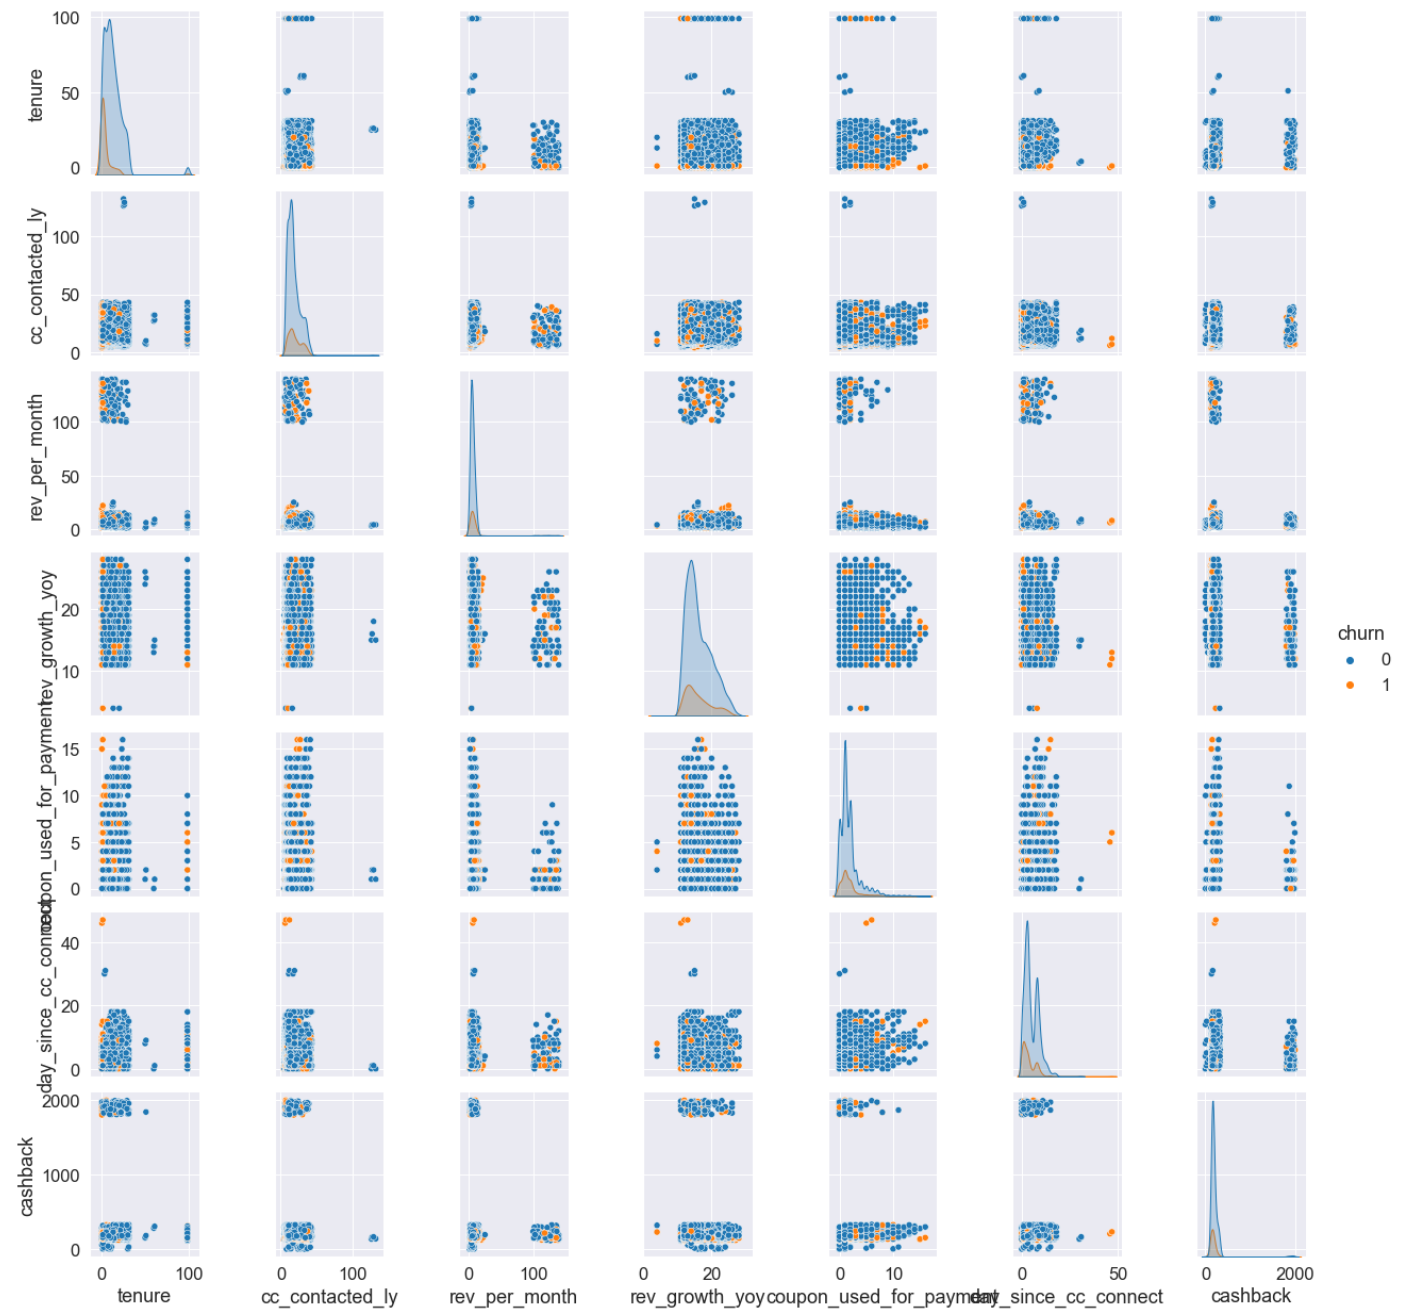 100
50
0
tenure
100
50
0
cc_contacted_ly
100
50
0
rev_per_month
20
10
rev_growth_yoy
15
10
5
0
coupon_used_for_payment
40
20
0
day_since_cc_connect
2000
1000
0
cashback
churn
0
1
0 100 0 100 0 100 0 20 0 10 0 50 0 2000
tenure cc_contacted_ly rev_per_month rev_growth_yoy coupon_used_for_payment day_since_cc_connect cashback